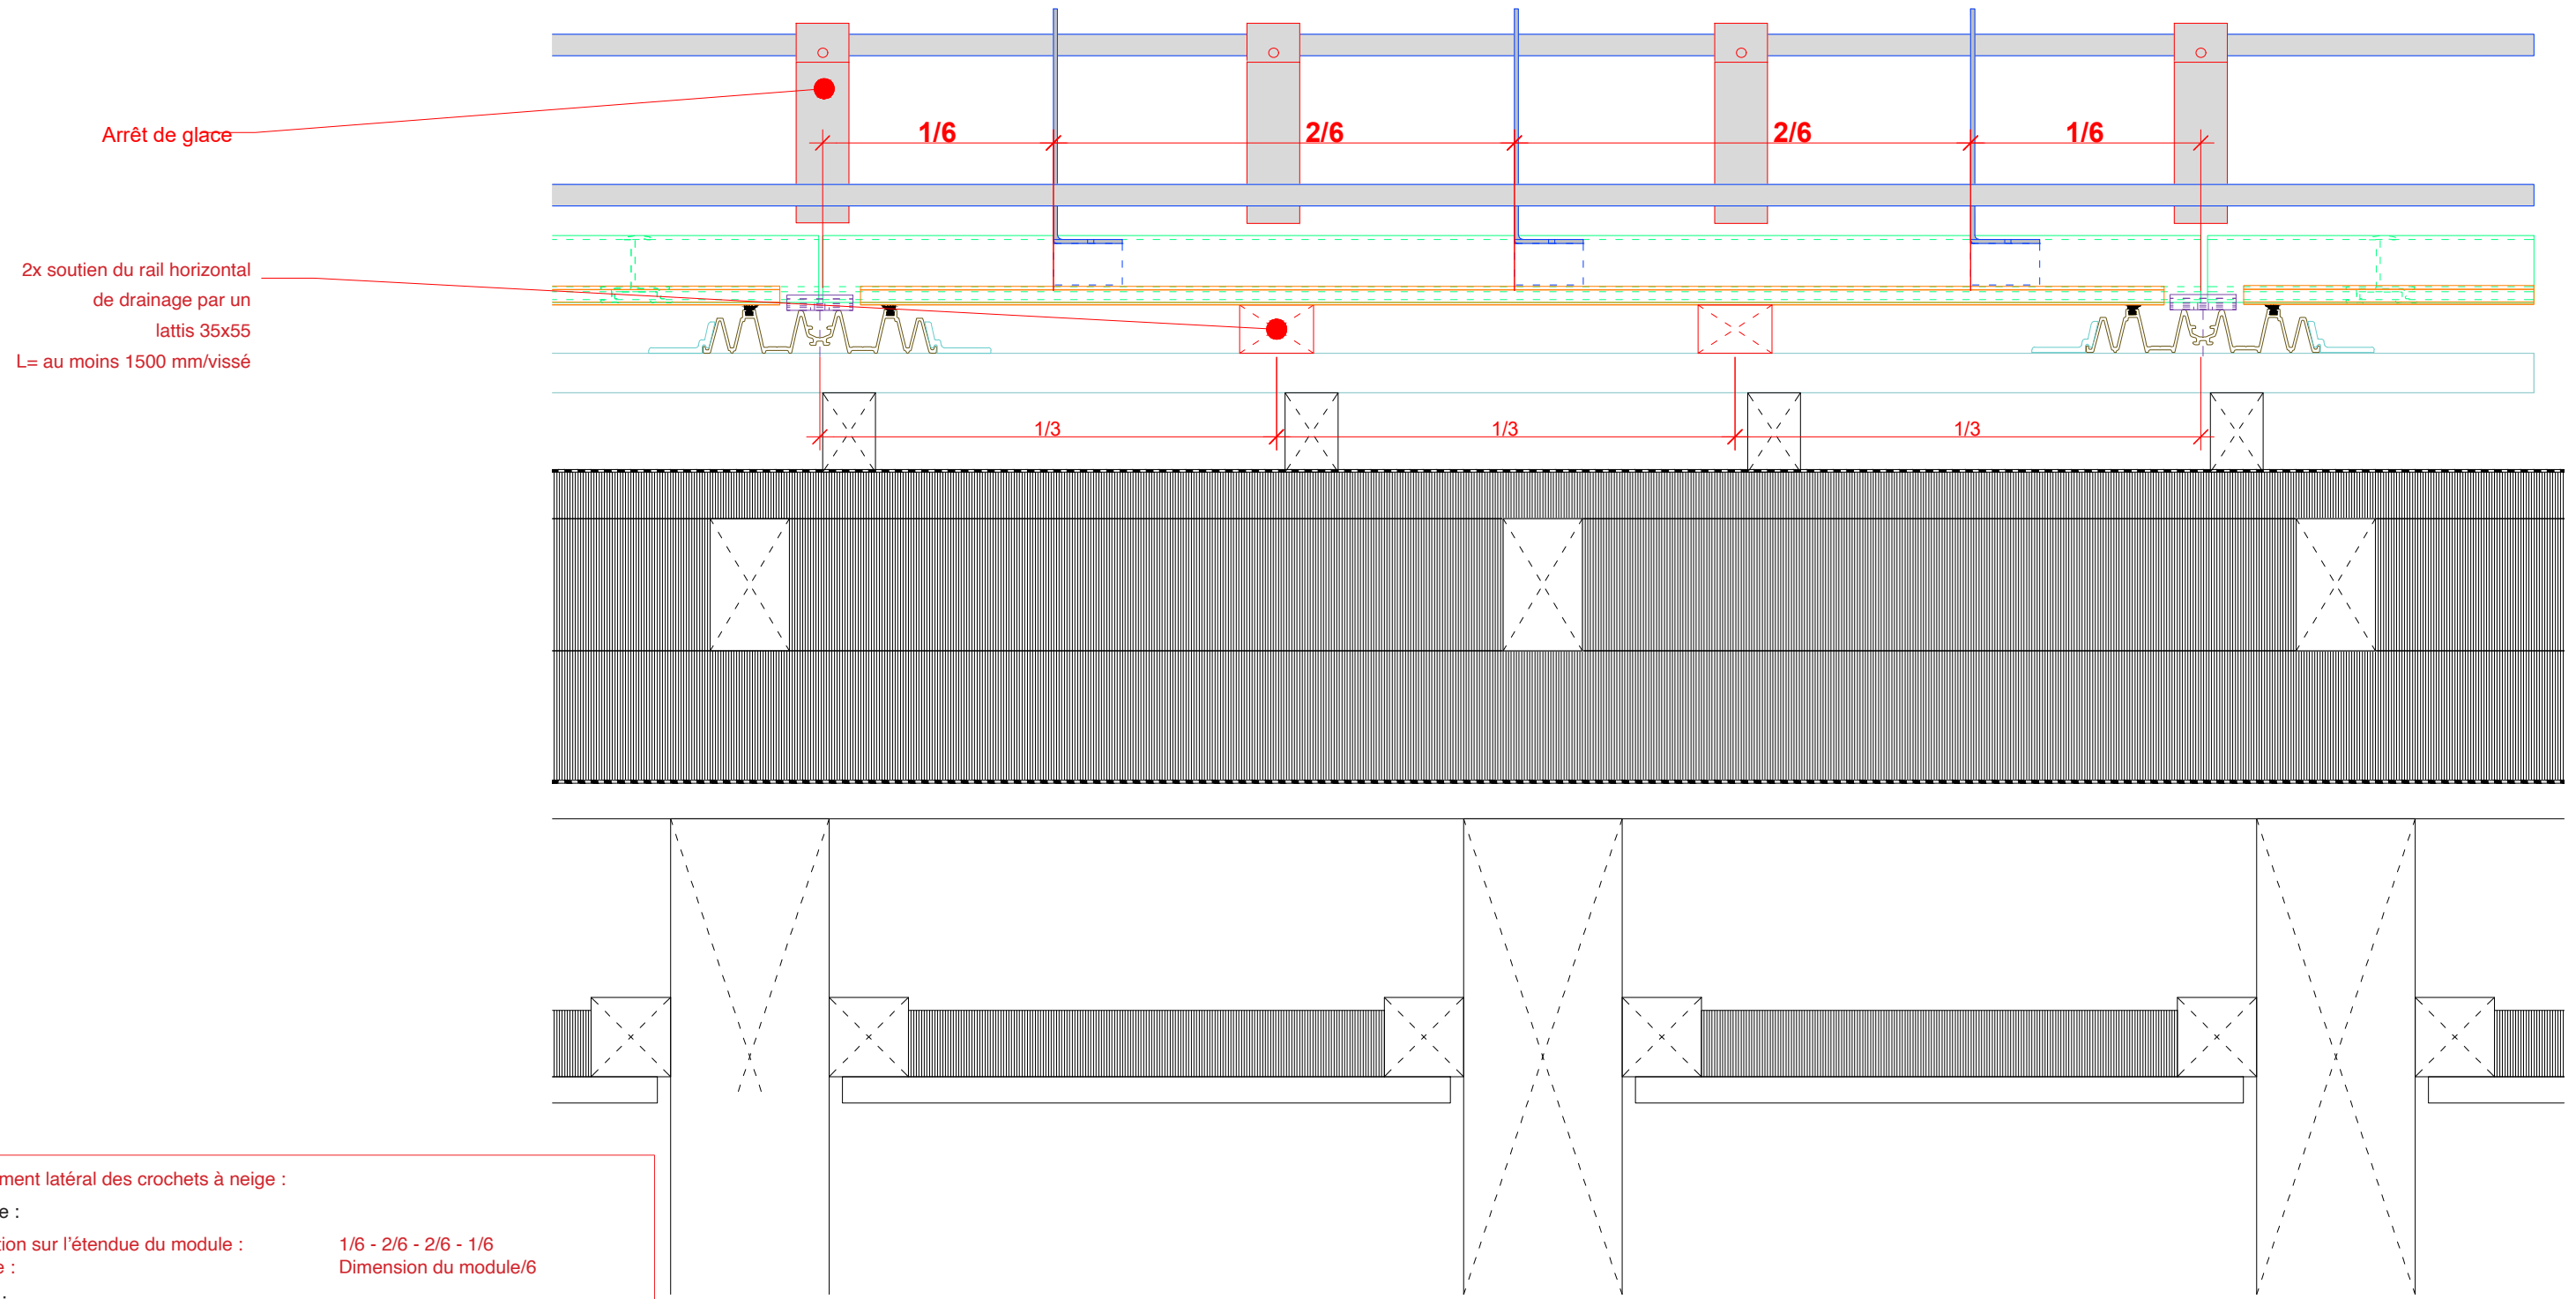 1/6 2/6 2/6 1/6
Arrêt de glace
2x soutien du rail horizontal
de drainage par un
lattis 35x55
L= au moins 1500 mm/vissé
1/3 1/3 1/3
ment latéral des crochets à neige :
e :
tion sur l'étendue du module : 1/6 - 2/6 - 2/6 - 1/6
e : Dimension du module/6
: